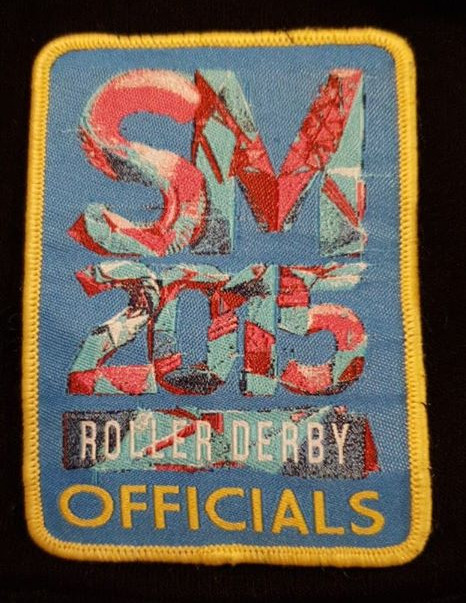 SM
2015
ROLLER DERBY
OFFICIALS